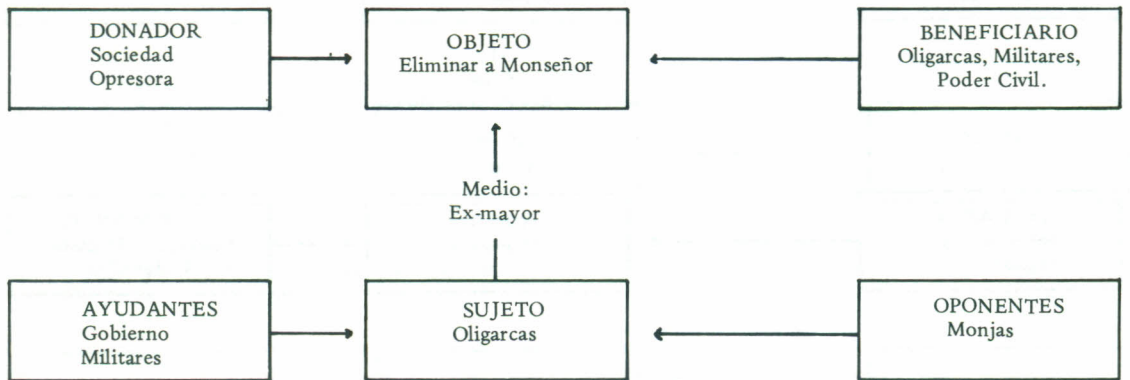 DONADOR
Sociedad
Opresora
OBJETO
Eliminar a Monseñor
BENEFICIARIO
Oligarcas, Militares,
Poder Civil.
Medio:
Ex-mayor
AYUDANTES
Gobierno
Militares
SUJETO
Oligarcas
OPONENTES
Monjas